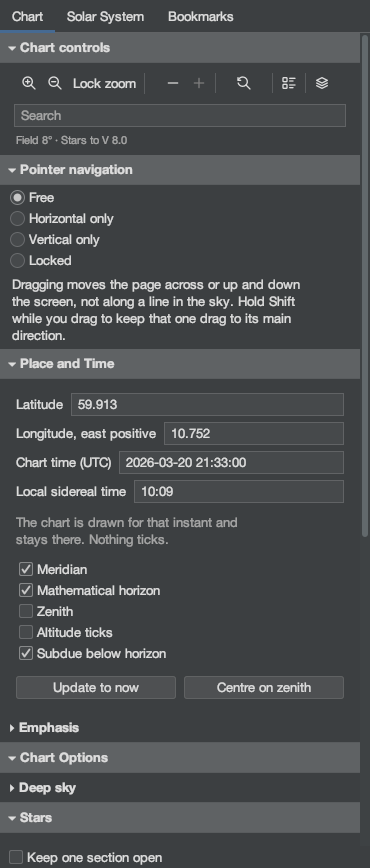 Chart Solar System Bookmarks
Chart controls
Lock zoom
Search
Field 8° · Stars to V 8.0
Pointer navigation
Free
Horizontal only
Vertical only
Locked
Dragging moves the page across or up and down
the screen, not along a line in the sky. Hold Shift
while you drag to keep that one drag to its main
direction.
Place and Time
Latitude 59.913
Longitude, east positive 10.752
Chart time (UTC) 2026-03-20 21:33:00
Local sidereal time 10:09
The chart is drawn for that instant and
stays there. Nothing ticks.
Meridian
Mathematical horizon
Zenith
Altitude ticks
Subdue below horizon
Update to now Centre on zenith
Emphasis
Chart Options
Deep sky
Stars
Keep one section open